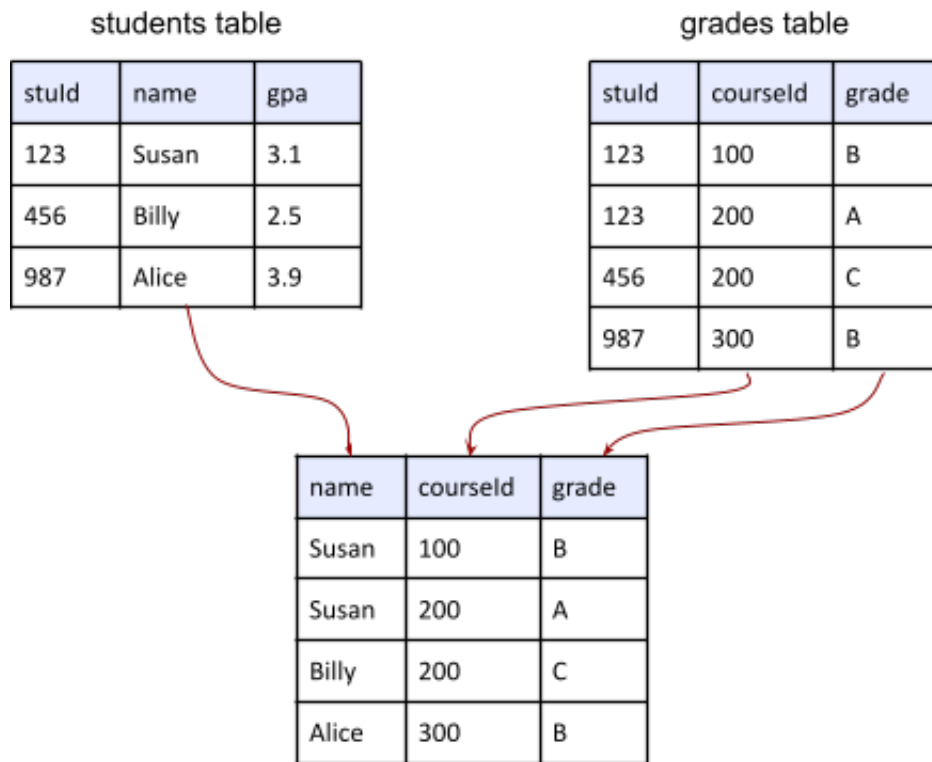 students table
stuId name gpa
123 Susan 3.1
456 Billy 2.5
987 Alice 3.9
grades table
stuId courseId grade
123 100 B
123 200 A
456 200 C
987 300 B
name courseId grade
Susan 100 B
Susan 200 A
Billy 200 C
Alice 300 B